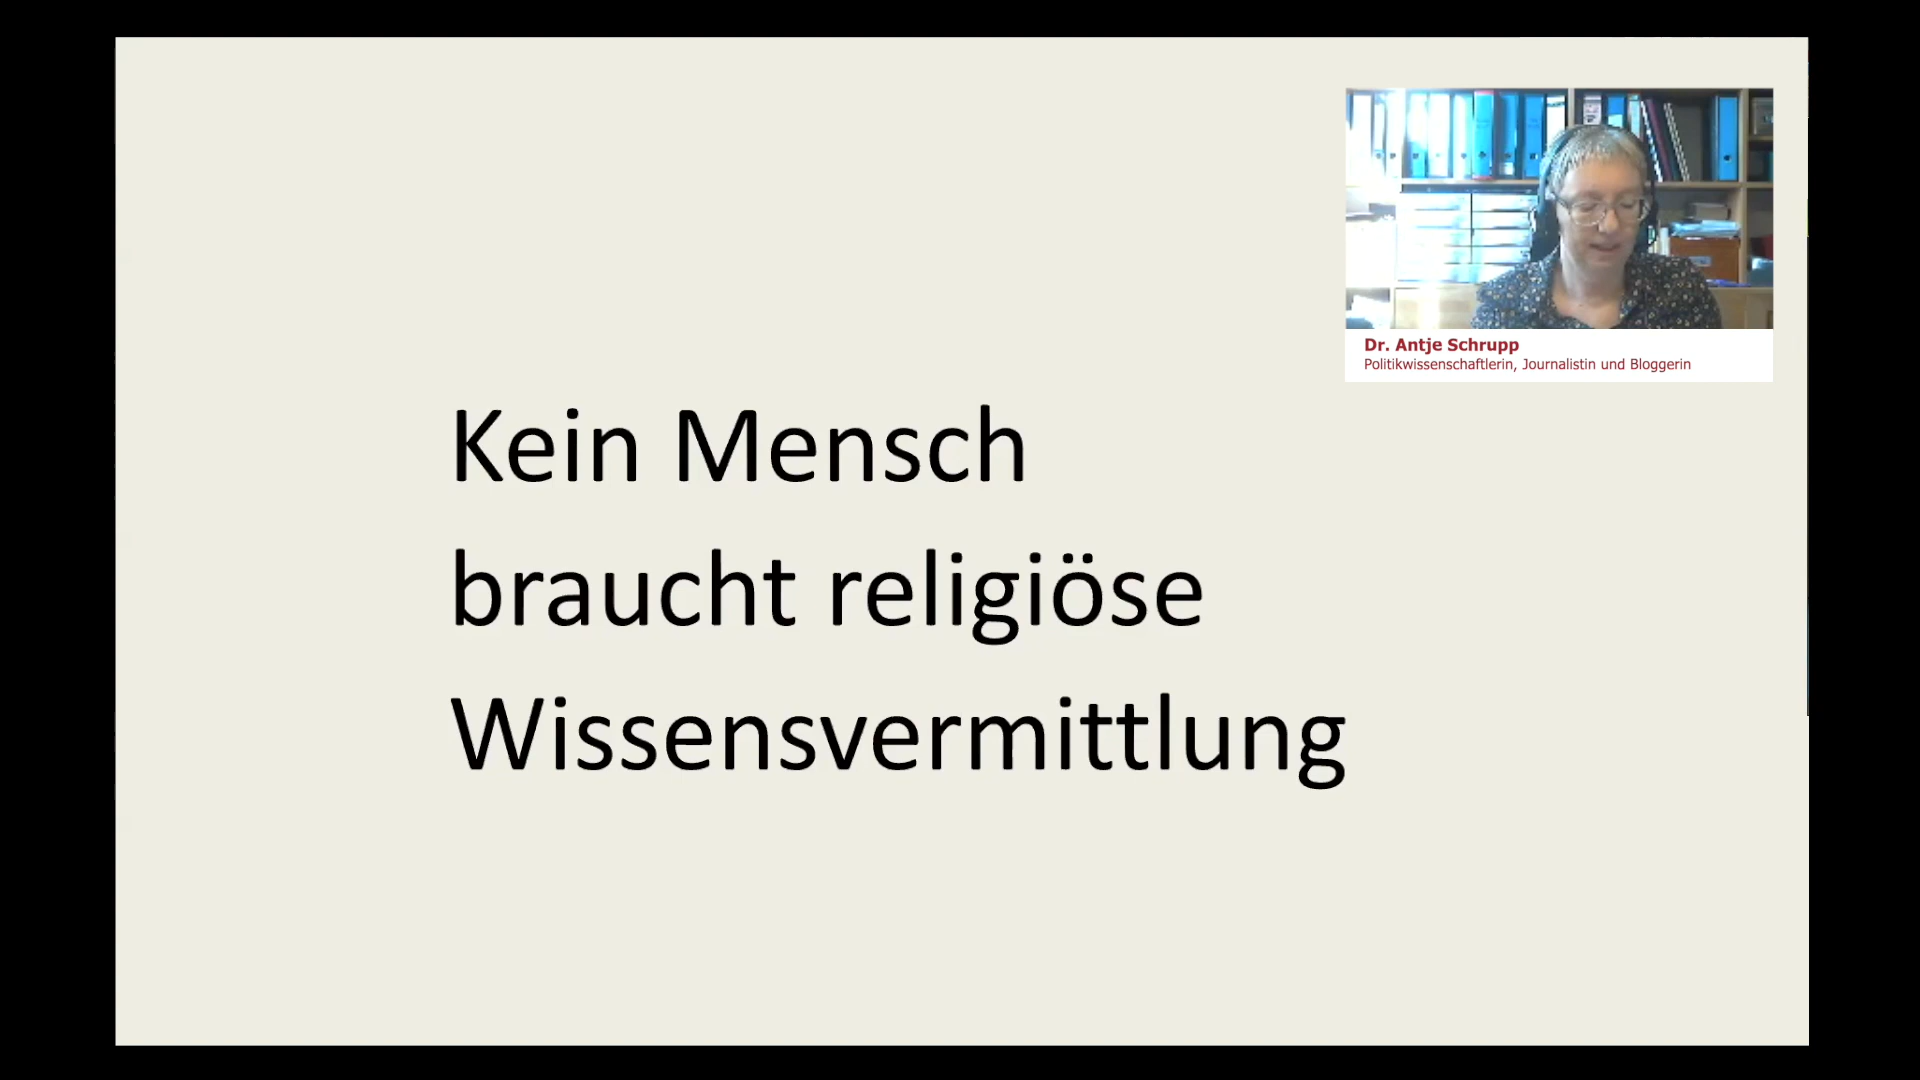 Dr. Antje Schrupp
Politikwissenschaftlerin, Journalistin und Bloggerin
Kein Mensch
braucht religiöse
Wissensvermittlung